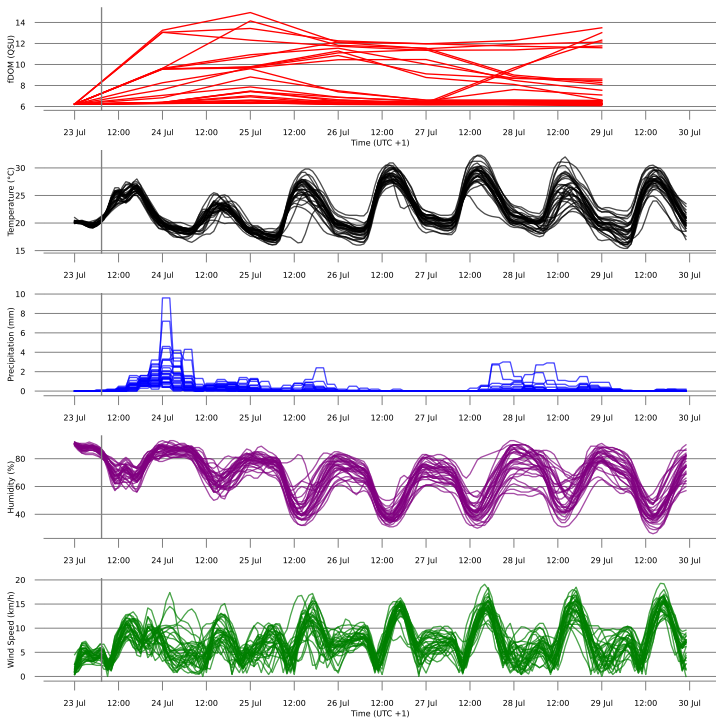 14
12
10
8
6
fDOM (QSU)
23 Jul 12:00 24 Jul 12:00 25 Jul 12:00 26 Jul 12:00 27 Jul 12:00 28 Jul 12:00 29 Jul 12:00 30 Jul
Time (UTC +1)
30
25
20
15
Temperature (°C)
23 Jul 12:00 24 Jul 12:00 25 Jul 12:00 26 Jul 12:00 27 Jul 12:00 28 Jul 12:00 29 Jul 12:00 30 Jul
10
8
6
4
2
0
Precipitation (mm)
23 Jul 12:00 24 Jul 12:00 25 Jul 12:00 26 Jul 12:00 27 Jul 12:00 28 Jul 12:00 29 Jul 12:00 30 Jul
80
60
40
Humidity (%)
23 Jul 12:00 24 Jul 12:00 25 Jul 12:00 26 Jul 12:00 27 Jul 12:00 28 Jul 12:00 29 Jul 12:00 30 Jul
20
15
10
5
0
Wind Speed (km/h)
23 Jul 12:00 24 Jul 12:00 25 Jul 12:00 26 Jul 12:00 27 Jul 12:00 28 Jul 12:00 29 Jul 12:00 30 Jul
Time (UTC +1)